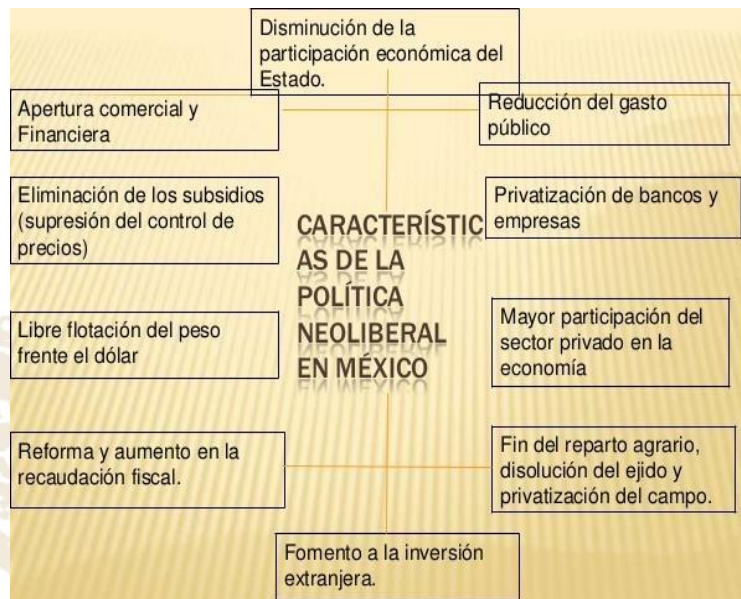 Disminución de la
participación económica del
Estado.
Apertura comercial y
Financiera
Reducción del gasto
público
Eliminación de los subsidios
(supresión del control de
precios)
Privatización de bancos y
empresas
CARACTERÍSTIC
AS DE LA
POLÍTICA
NEOLIBERAL
EN MÉXICO
Libre flotación del peso
frente el dólar
Mayor participación del
sector privado en la
economía
Reforma y aumento en la
recaudación fiscal.
Fin del reparto agrario,
disolución del ejido y
privatización del campo.
Fomento a la inversión
extranjera.